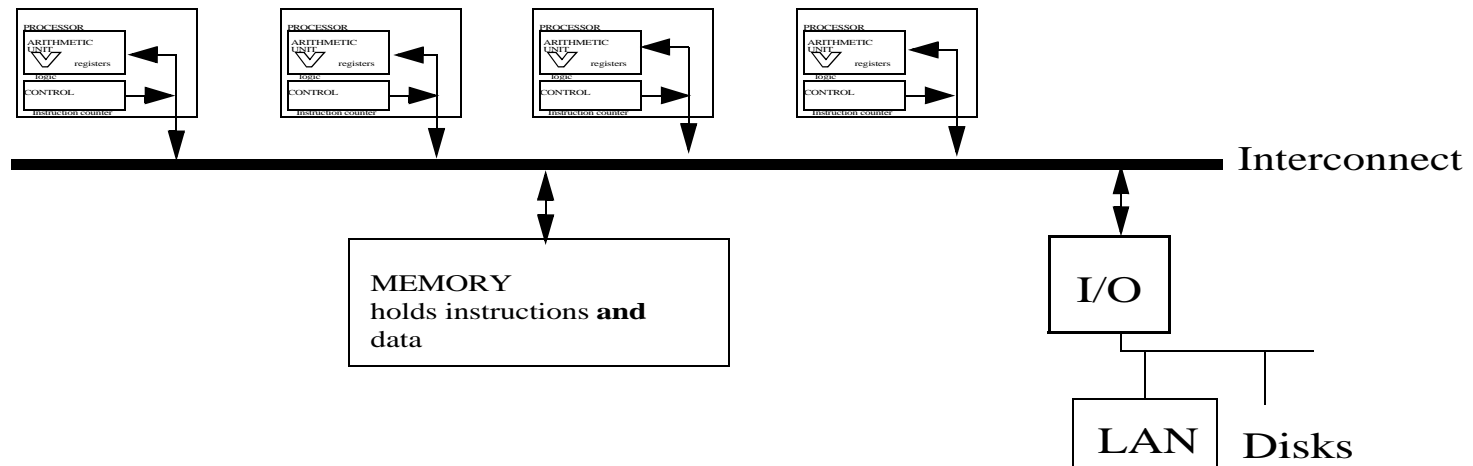 PROCESSOR
ARITHMETIC
UNIT
registers
logic
CONTROL
Instruction counter
PROCESSOR
ARITHMETIC
UNIT
registers
logic
CONTROL
Instruction counter
PROCESSOR
ARITHMETIC
UNIT
registers
logic
CONTROL
Instruction counter
PROCESSOR
ARITHMETIC
UNIT
registers
logic
CONTROL
Instruction counter
Interconnect
MEMORY
holds instructions and
data
I/O
LAN
Disks